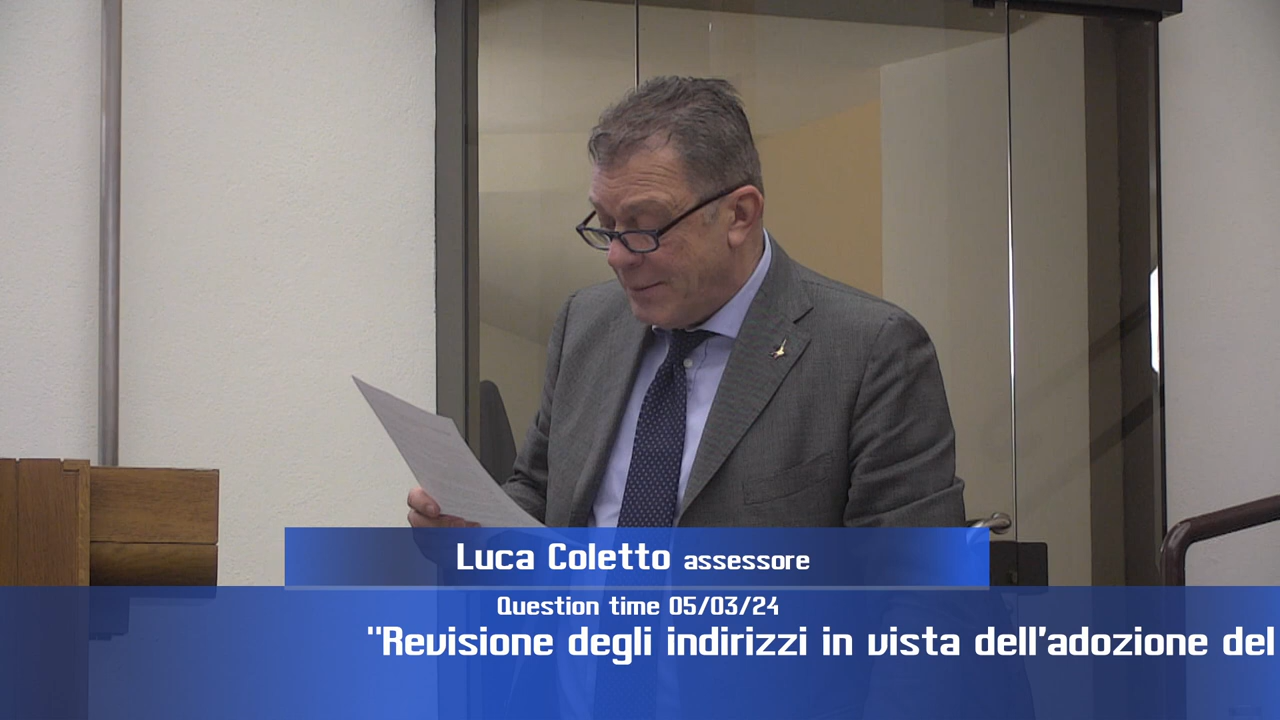 Luca Coletto assessore
Question time 05/03/24
"Revisione degli indirizzi in vista dell'adozione del